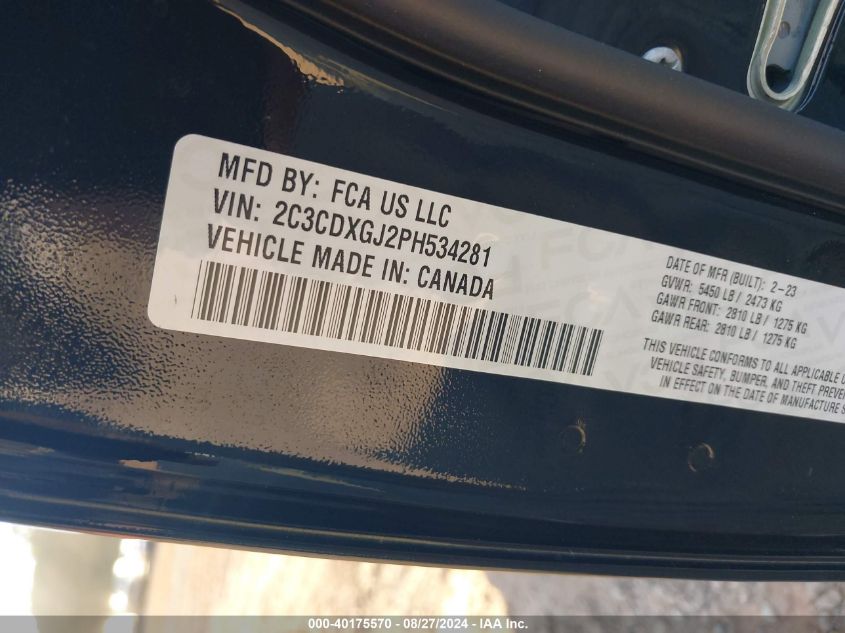 MFD BY: FCA US LLC
VIN: 2C3CDXGJ2PH534281
VEHICLE MADE IN: CANADA
DATE OF MFR (BUILT): 2-23
GVWR: 5450 LB / 2473 KG
GAWR FRONT: 2810 LB / 1275 KG
GAWR REAR: 2810 LB / 1275 KG
THIS VEHICLE CONFORMS TO ALL APPLICABLE
VEHICLE SAFETY, BUMPER, AND THEFT PREVE
IN EFFECT ON THE DATE OF MANUFACTURE S
000-40175570 - 08/27/2024 - IAA Inc.